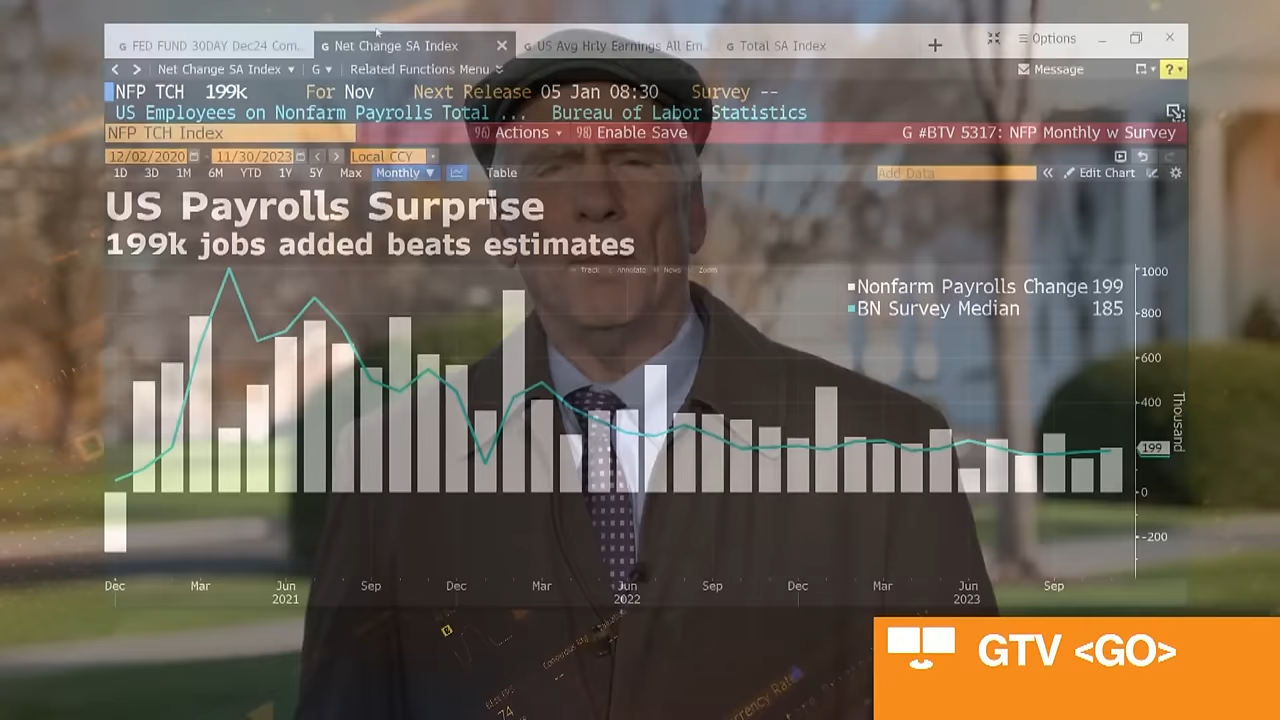 G FED FUND 30DAY Dec24 Com... G Net Change SA Index × G US Avg Hrly Earnings All Em... G Total SA Index + Options
Net Change SA Index G Related Functions Menu Message ?
NFP TCH 199k For Nov Next Release 05 Jan 08:30 Survey --
US Employees on Nonfarm Payrolls Total ... Bureau of Labor Statistics
NFP TCH Index 96) Actions 98) Enable Save G #BTV 5317: NFP Monthly w Survey
12/02/2020 - 11/30/2023 Local CCY
1D 3D 1M 6M YTD 1Y 5Y Max Monthly Table Add Data « Edit Chart
US Payrolls Surprise
199k jobs added beats estimates
Track Annotate News Zoom
Nonfarm Payrolls Change 199
BN Survey Median 185
1000
800
600
400
Thousand
199
0
-200
Dec Mar Jun Sep Dec Mar Jun Sep Dec Mar Jun Sep
2021 2022 2023
74
GTV <GO>